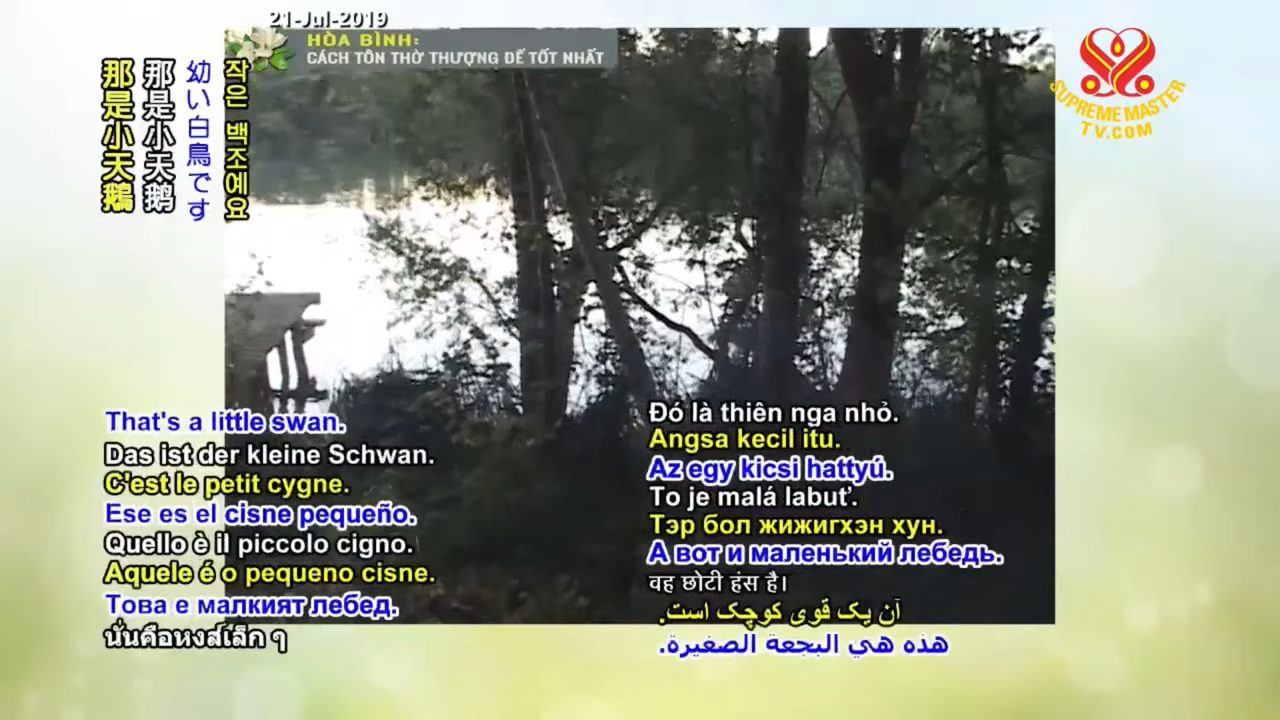 21-Jul-2019
HÒA BÌNH:
CÁCH TÔN THỜ THƯỢNG ĐẾ TỐT NHẤT
SUPREME MASTER
TV.COM
작은 백조예요
幼い白鳥です
那是小天鹅
那是小天鵝
That's a little swan.
Das ist der kleine Schwan.
C'est le petit cygne.
Ese es el cisne pequeño.
Quello è il piccolo cigno.
Aquele é o pequeno cisne.
Това е малкият лебед.
นั่นคือหงส์เล็ก ๆ
Đó là thiên nga nhỏ.
Angsa kecil itu.
Az egy kicsi hattyú.
To je malá labuť.
Тэр бол жижигхэн хун.
А вот и маленький лебедь.
वह छोटी हंस है।
آن یک قوی کوچک است.
هذه هي البجعة الصغيرة.